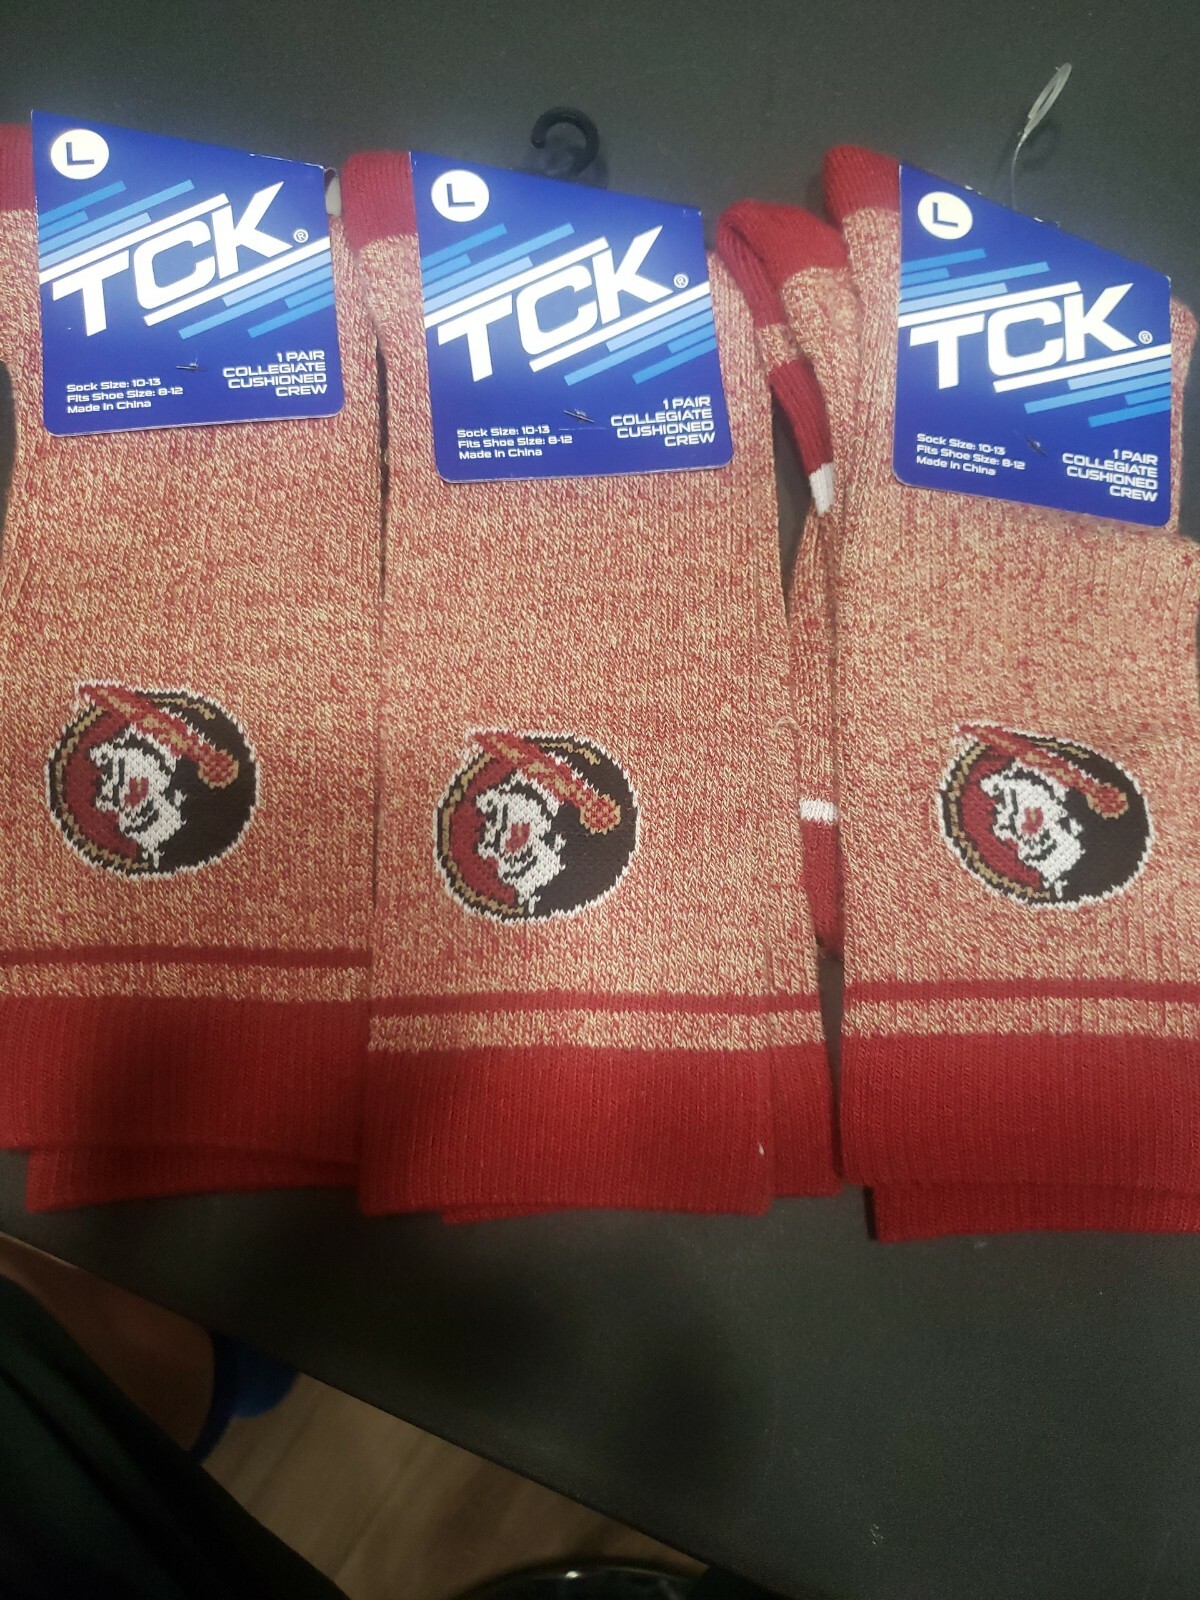 L
TCK®
Sock Size: 10-13
Fits Shoe Size: 8-12
Made In China
1 PAIR
COLLEGIATE
CUSHIONED
CREW
L
TCK®
Sock Size: 10-13
Fits Shoe Size: 8-12
Made In China
1 PAIR
COLLEGIATE
CUSHIONED
CREW
L
TCK®
Sock Size: 10-13
Fits Shoe Size: 8-12
Made In China
1 PAIR
COLLEGIATE
CUSHIONED
CREW